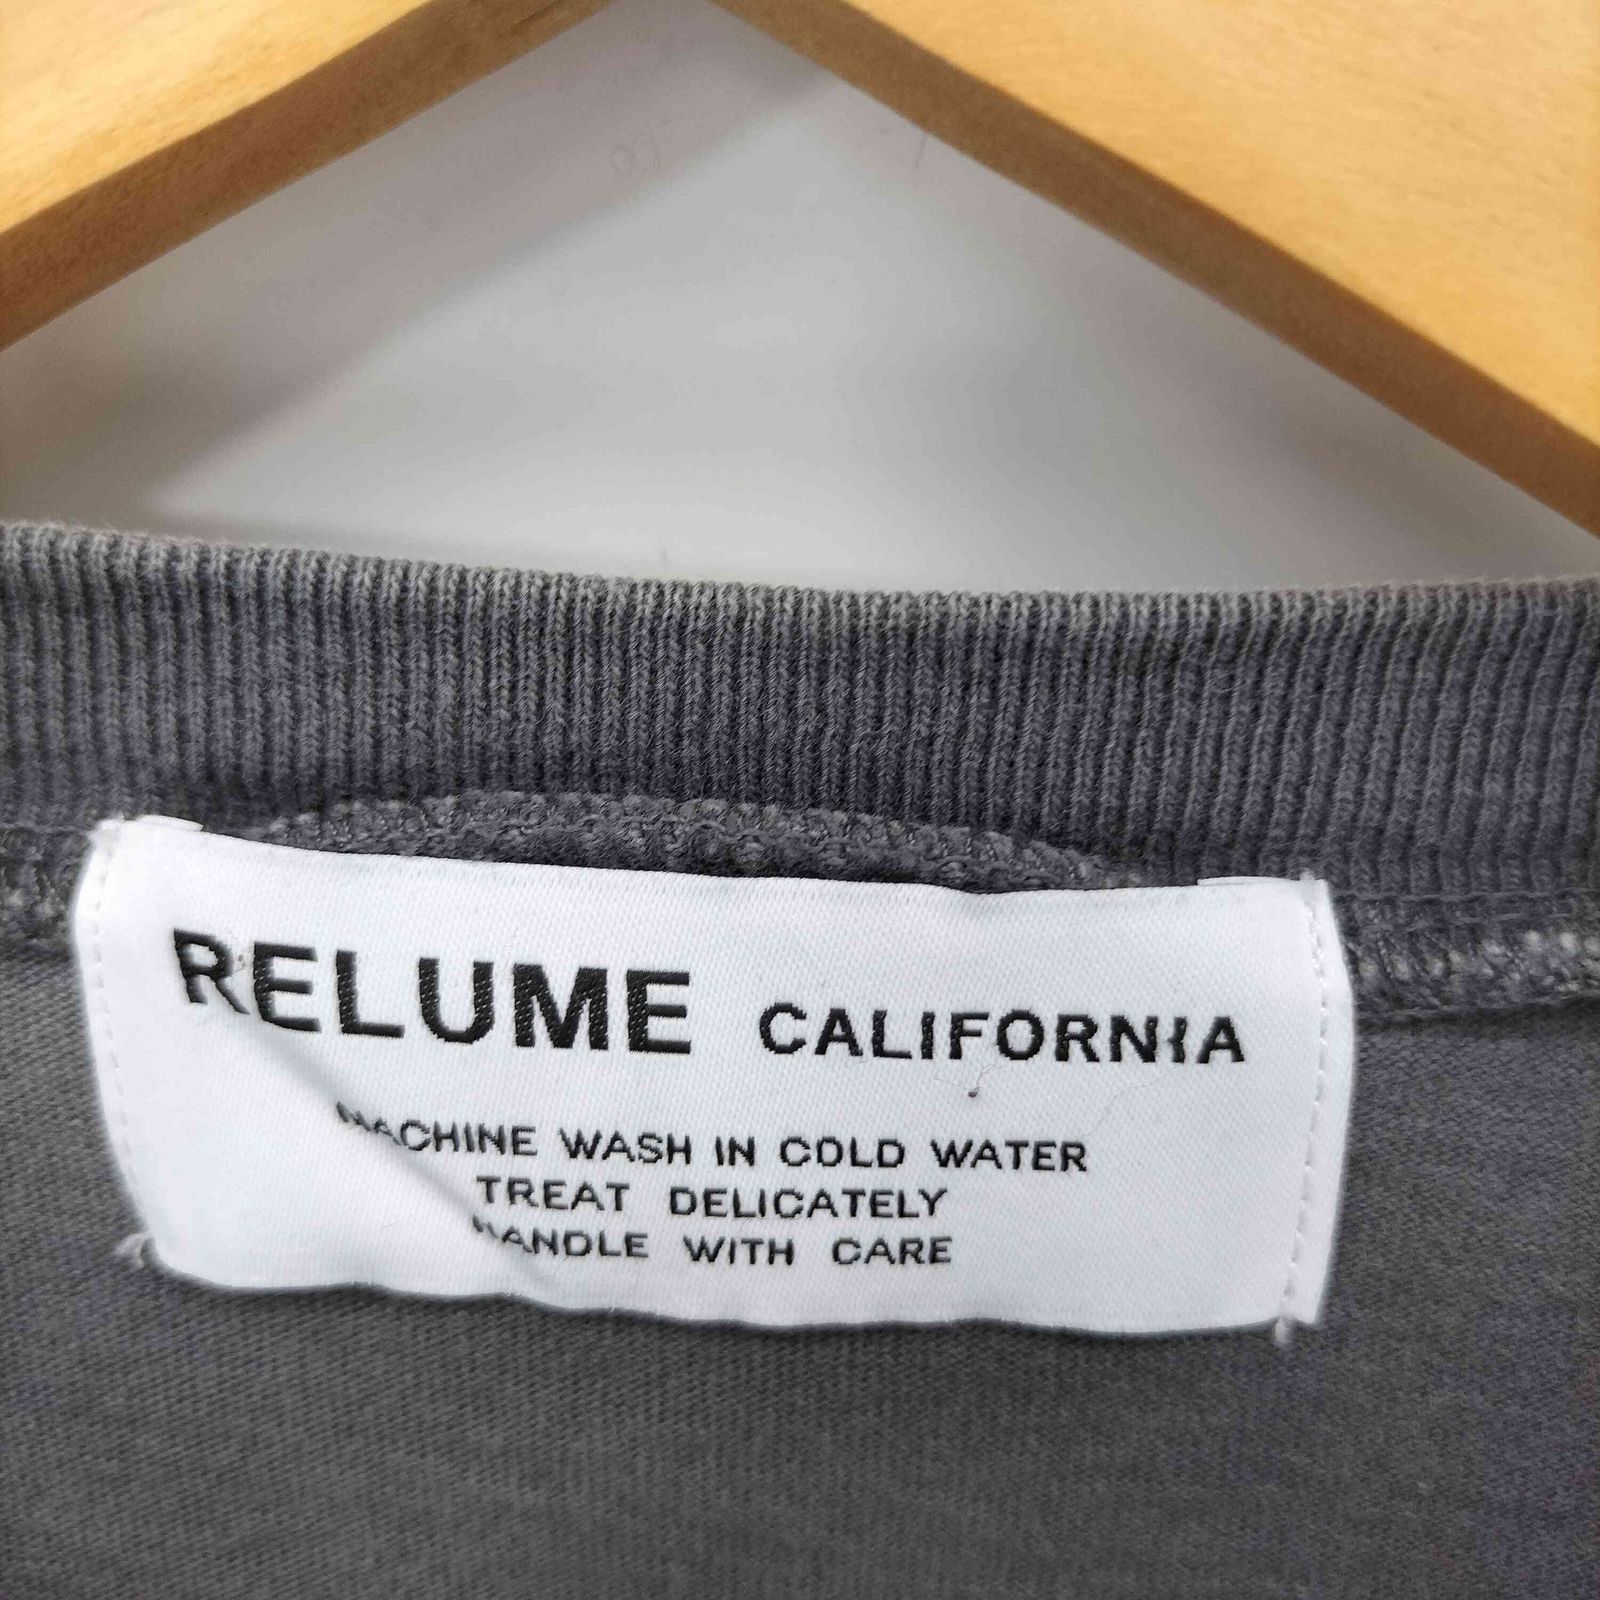 RELUME CALIFORNIA
MACHINE WASH IN COLD WATER
TREAT DELICATELY
HANDLE WITH CARE